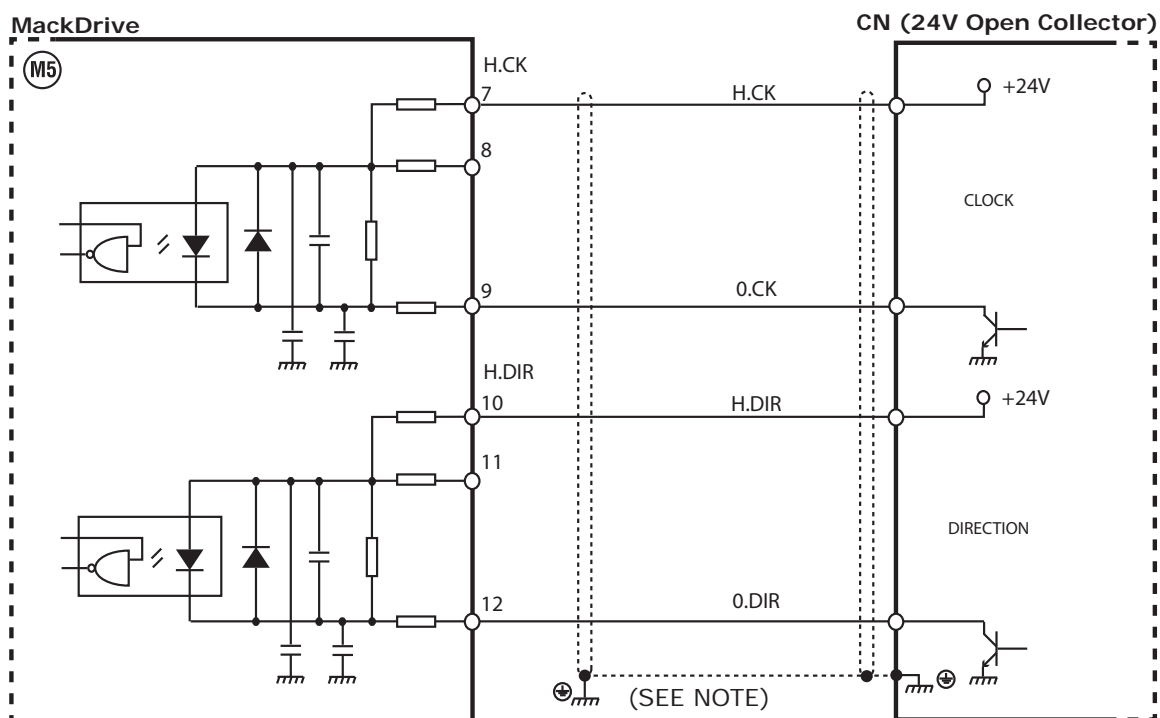 MackDrive
CN (24V Open Collector)
M5
H.CK
7
H.CK
+24V
8
CLOCK
9
0.CK
H.DIR
10
H.DIR
+24V
11
DIRECTION
12
0.DIR
(SEE NOTE)